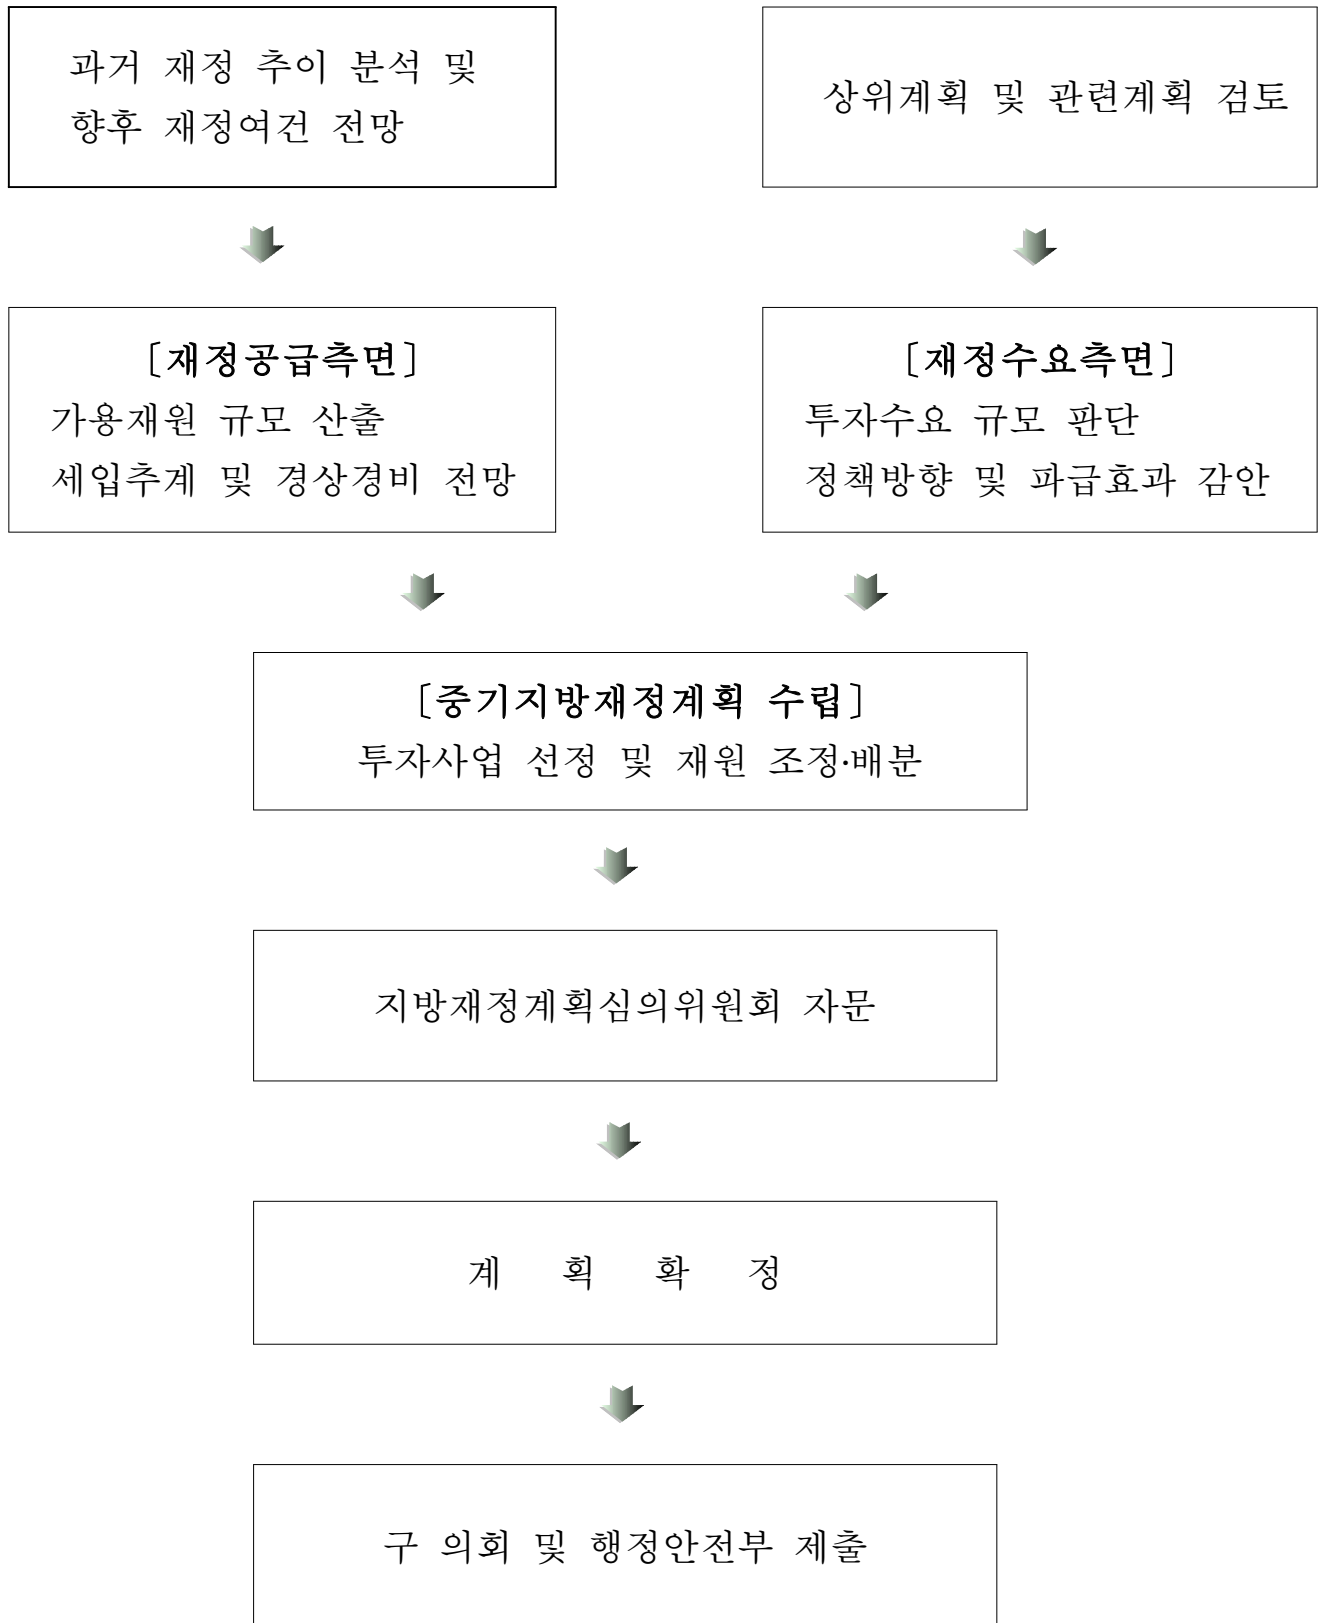 과거 재정 추이 분석 및
향후 재정여건 전망
상위계획 및 관련계획 검토
[재정공급측면]
가용재원 규모 산출
세입추계 및 경상경비 전망
[재정수요측면]
투자수요 규모 판단
정책방향 및 파급효과 감안
[중기지방재정계획 수립]
투자사업 선정 및 재원 조정·배분
지방재정계획심의위원회 자문
계 획 확 정
구 의회 및 행정안전부 제출